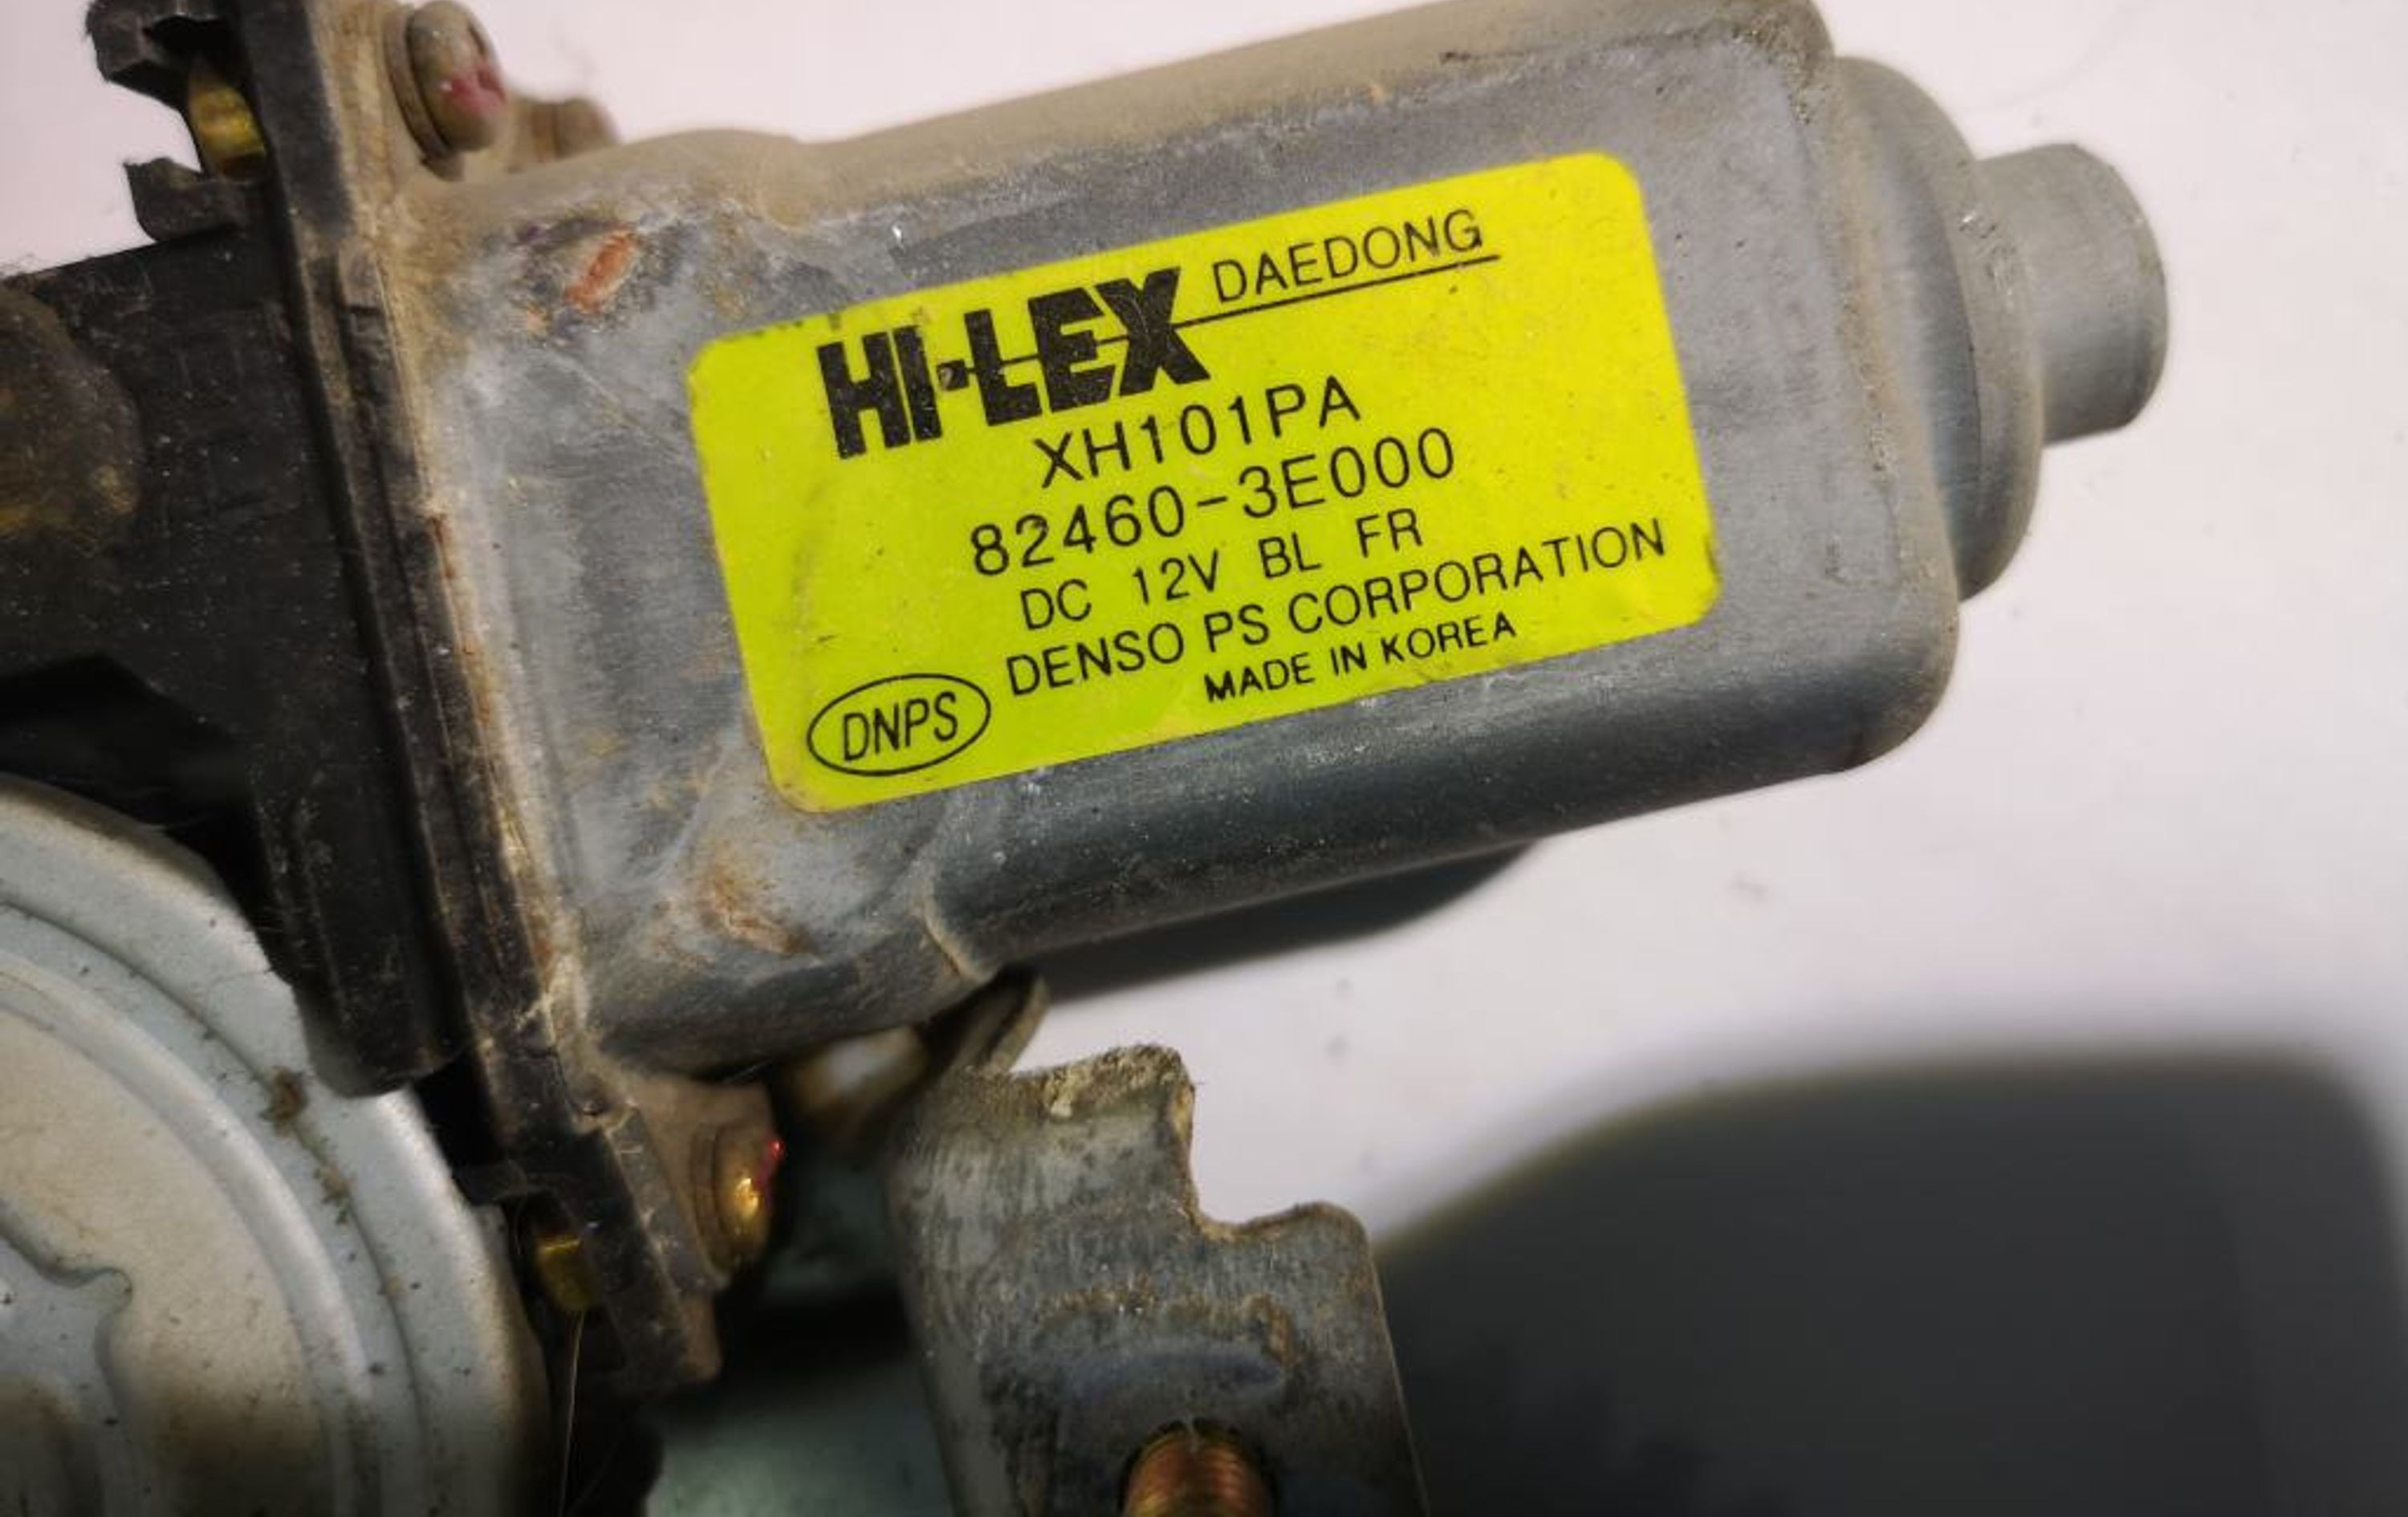 HI-LEX DAEDONG
XH101PA
82460-3E000
DC 12V BL FR
DENSO PS CORPORATION
DNPS MADE IN KOREA